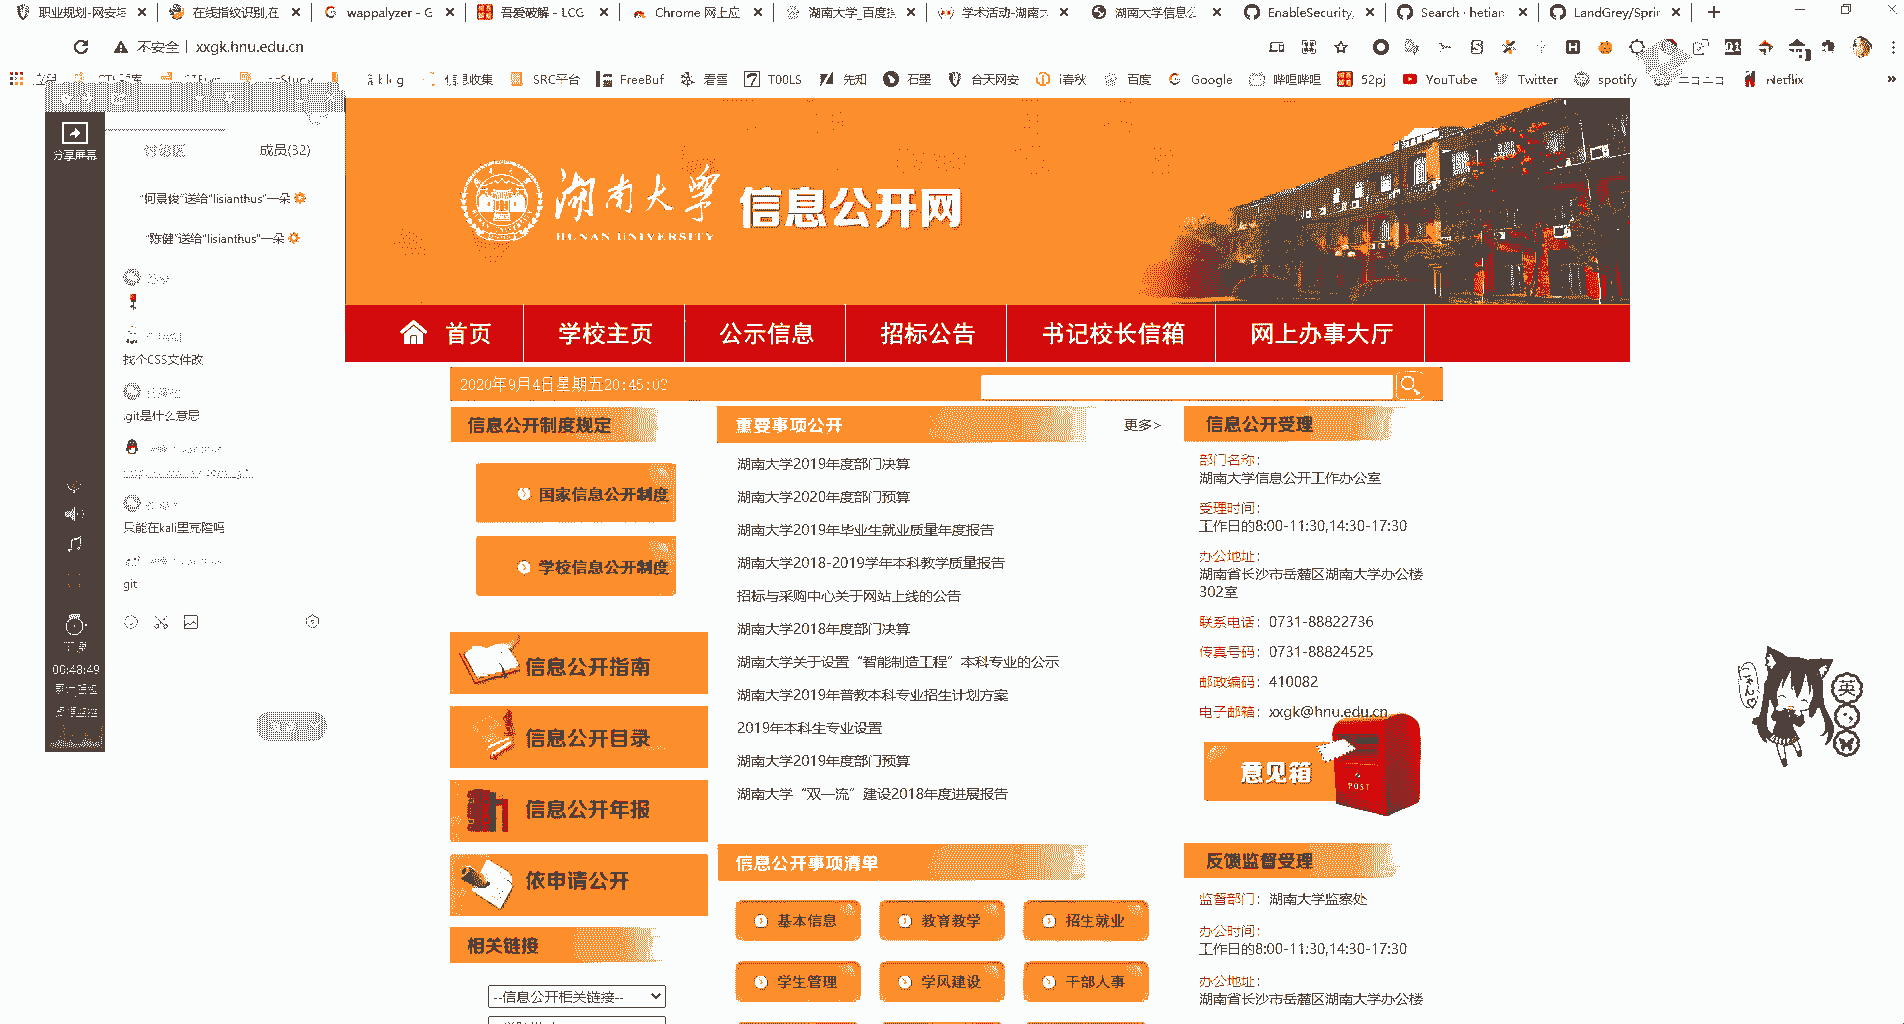 职业规划-网安培
在线指纹识别,在
wappalyzer - G
吾爱破解 - LCG
Chrome 网上应
湖南大学_百度搜
学术活动-湖南大
湖南大学信息公
EnableSecurity,
Search · hetian
LandGrey/Sprin
不安全 | xxgk.hnu.edu.cn
信息收集
SRC平台
FreeBuf
看雪
T00LS
先知
石墨
合天网安
i春秋
百度
Google
哔哩哔哩
52pj
YouTube
Twitter
spotify
ニコニコ
Netflix
分享屏幕
讨论区
成员(32)
“何景俊”送给“lisianthus”一朵
“陈健”送给“lisianthus”一朵
找个CSS文件改
.git是什么意思
只能在kali里克隆吗
git
00:48:49
湖南大学
HUNAN UNIVERSITY
信息公开网
首页
学校主页
公示信息
招标公告
书记校长信箱
网上办事大厅
2020年9月4日星期五20:45:02
信息公开制度规定
国家信息公开制度
学校信息公开制度
信息公开指南
信息公开目录
信息公开年报
依申请公开
相关链接
--信息公开相关链接--
重要事项公开
更多>
湖南大学2019年度部门决算
湖南大学2020年度部门预算
湖南大学2019年毕业生就业质量年度报告
湖南大学2018-2019学年本科教学质量报告
招标与采购中心关于网站上线的公告
湖南大学2018年度部门决算
湖南大学关于设置“智能制造工程”本科专业的公示
湖南大学2019年普教本科专业招生计划方案
2019年本科生专业设置
湖南大学2019年度部门预算
湖南大学“双一流”建设2018年度进展报告
信息公开事项清单
基本信息
教育教学
招生就业
学生管理
学风建设
干部人事
信息公开受理
部门名称：
湖南大学信息公开工作办公室
受理时间：
工作日的8:00-11:30,14:30-17:30
办公地址：
湖南省长沙市岳麓区湖南大学办公楼
302室
联系电话：0731-88822736
传真号码：0731-88824525
邮政编码：410082
电子邮箱：xxgk@hnu.edu.cn
意见箱
POST
反馈监督受理
监督部门：湖南大学监察处
办公时间：
工作日的8:00-11:30,14:30-17:30
办公地址：
湖南省长沙市岳麓区湖南大学办公楼
英